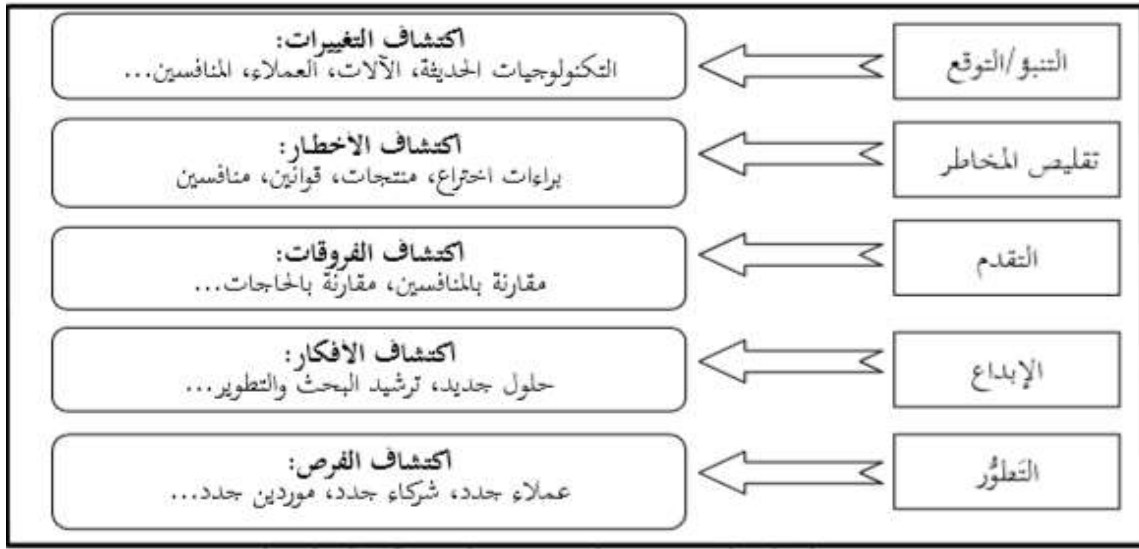 التنبؤ/التوقع
اكتشاف التغييرات:
التكنولوجيات الحديثة، الآلات، العملاء، المنافسين...
تقليص المخاطر
اكتشاف الأخطار:
براءات اختراع، منتجات، قوانين، منافسين
التقدم
اكتشاف الفروقات:
مقارنة بالمنافسين، مقارنة بالحاجات...
الإبداع
اكتشاف الأفكار:
حلول جديد، ترشيد البحث والتطوير...
التَطوُّر
اكتشاف الفرص:
عملاء جدد، شركاء جدد، موردين جدد...